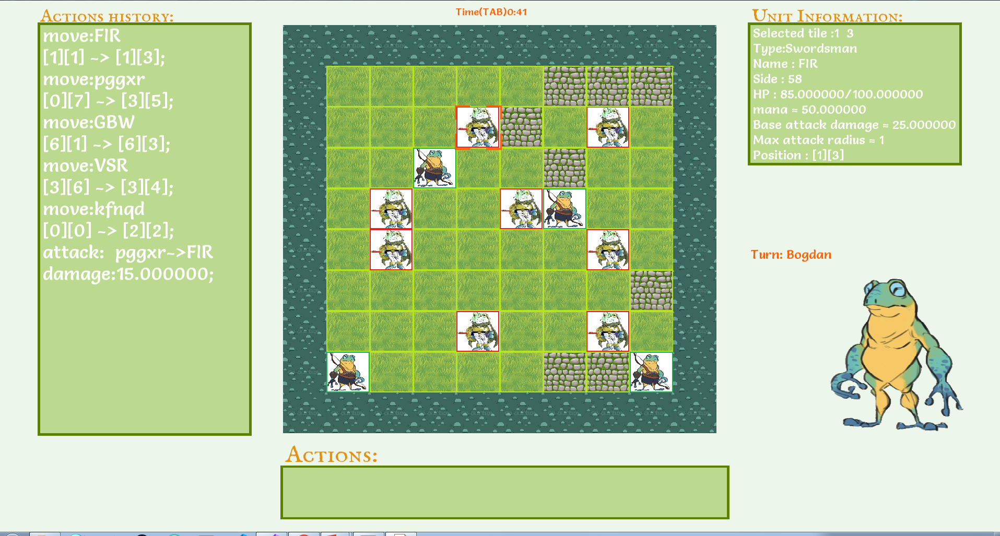 Actions history:
move:FIR
[1][1] -> [1][3];
move:pggxr
[0][7] -> [3][5];
move:GBW
[6][1] -> [6][3];
move:VSR
[3][6] -> [3][4];
move:kfnqd
[0][0] -> [2][2];
attack:  pggxr->FIR
damage:15.000000;
Time(TAB)0:41
Unit Information:
Selected tile :1  3
Type:Swordsman
Name : FIR
Side : 58
HP : 85.000000/100.000000
mana = 50.000000
Base attack damage = 25.000000
Max attack radius = 1
Position : [1][3]
Turn: Bogdan
Actions: